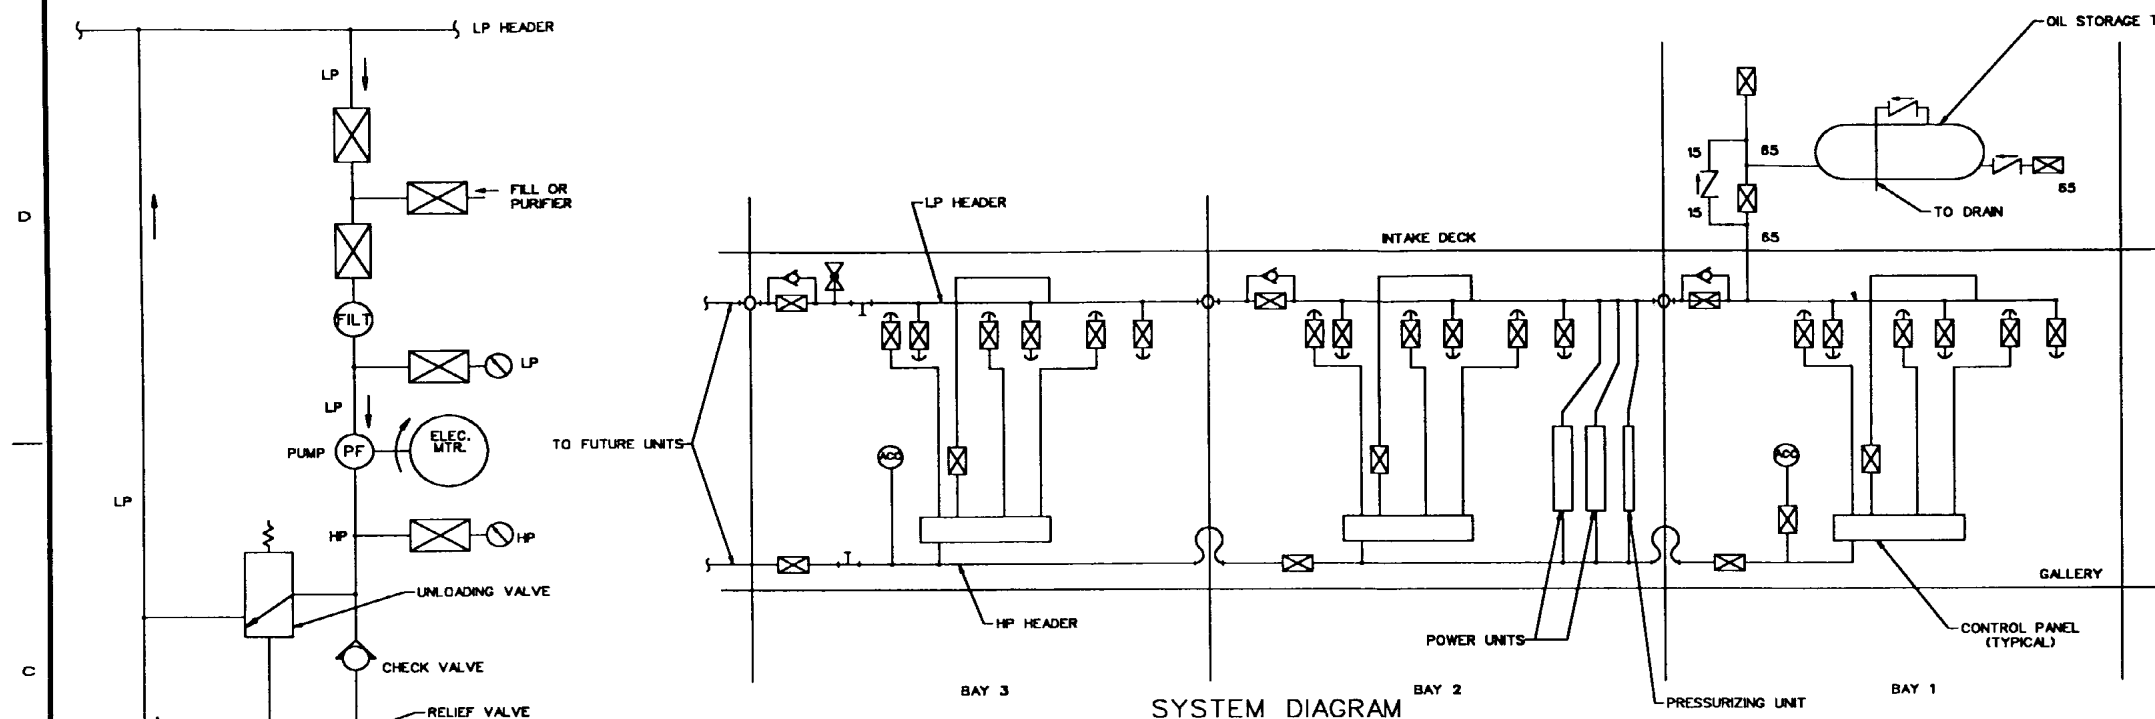 LP HEADER
LP
FILL OR
PURIFIER
FILT
LP
LP
PUMP
PF
ELEC.
MTR.
LP
HP
HP
UNLOADING VALVE
CHECK VALVE
RELIEF VALVE
D
C
OIL STORAGE T
15
65
15
65
65
TO DRAIN
LP HEADER
INTAKE DECK
TO FUTURE UNITS
ACC
ACC
HP HEADER
POWER UNITS
GALLERY
CONTROL PANEL
(TYPICAL)
PRESSURIZING UNIT
BAY 3
BAY 2
BAY 1
SYSTEM DIAGRAM